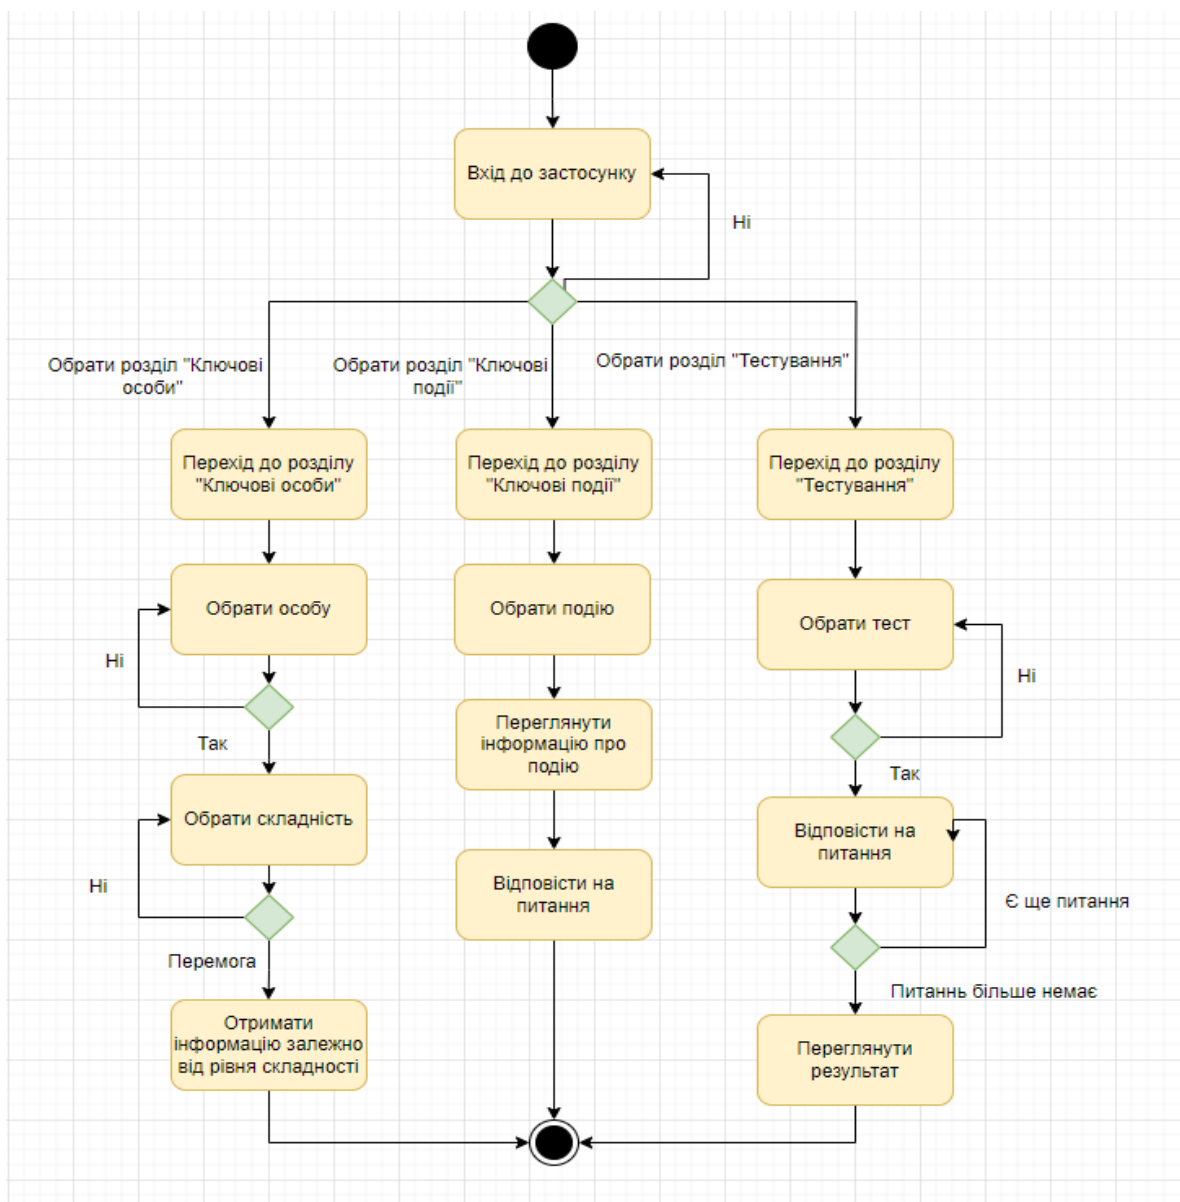 Вхід до застосунку
Ні
Обрати розділ "Ключові
особи"
Обрати розділ "Ключові
події"
Обрати розділ "Тестування"
Перехід до розділу
"Ключові особи"
Перехід до розділу
"Ключові події"
Перехід до розділу
"Тестування"
Обрати особу
Обрати подію
Обрати тест
Ні
Ні
Так
Переглянути
інформацію про
подію
Так
Обрати складність
Відповісти на
питання
Ні
Відповісти на
питання
Є ще питання
Перемога
Питаннь більше немає
Отримати
інформацію залежно
від рівня складності
Переглянути
результат